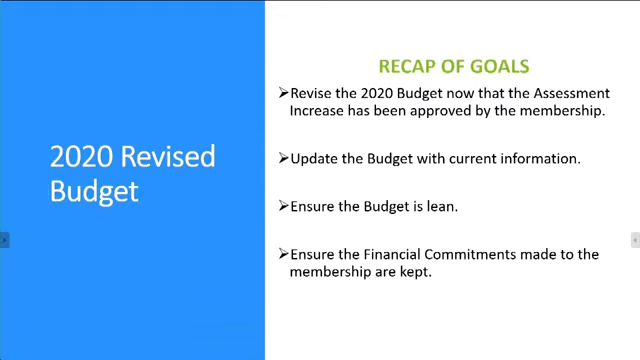 2020 Revised
Budget
RECAP OF GOALS
➢Revise the 2020 Budget now that the Assessment
Increase has been approved by the membership.
➢Update the Budget with current information.
➢Ensure the Budget is lean.
➢Ensure the Financial Commitments made to the
membership are kept.